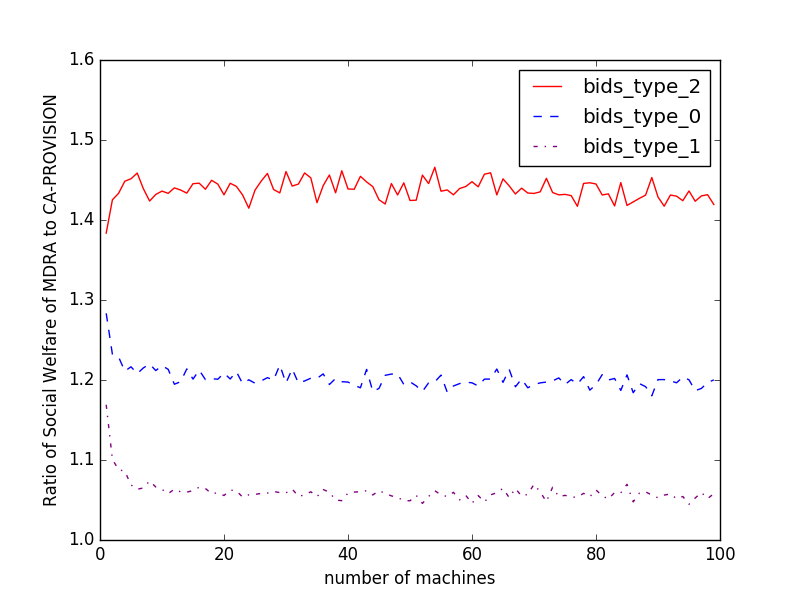 1.6
1.5
1.4
1.3
1.2
1.1
1.0
0
20
40
60
80
100
number of machines
Ratio of Social Welfare of MDRA to CA-PROVISION
bids_type_2
bids_type_0
bids_type_1